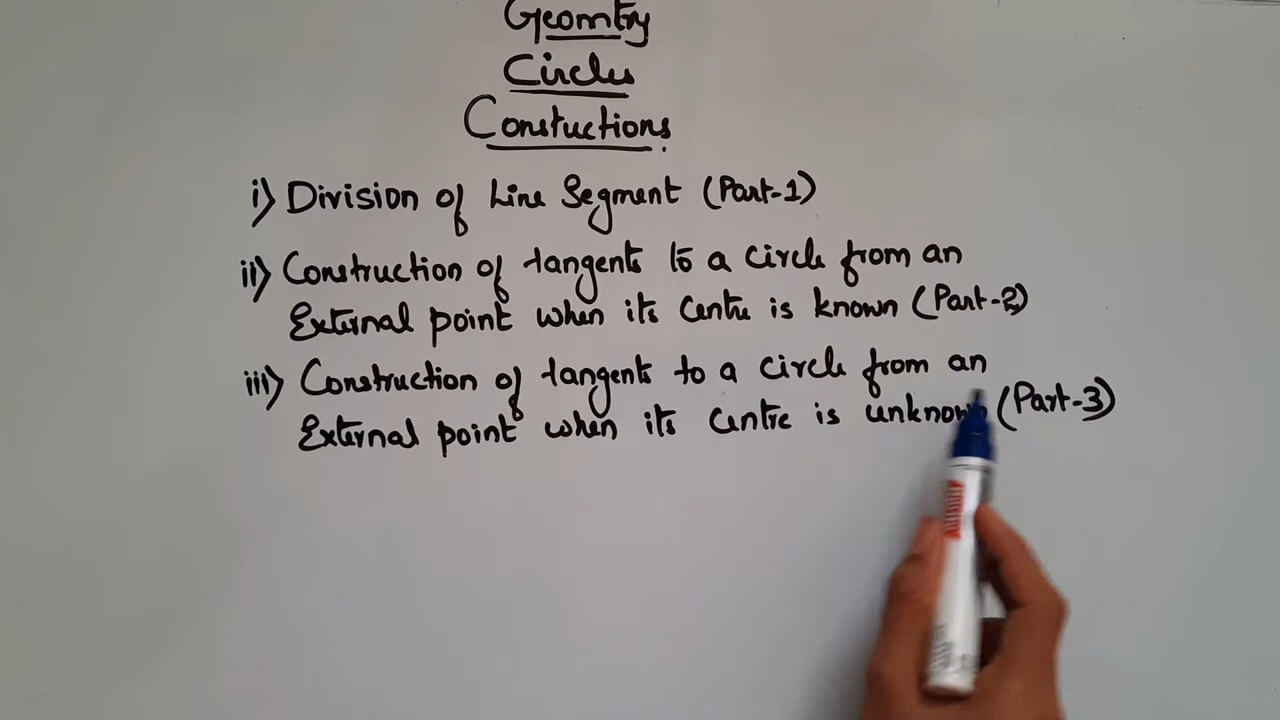 Geomtry
Circles
Constuctions.
i) Division of Line Segment (Part-1)
ii) Construction of tangents to a circle from an
External point when its Centre is known (Part-2)
iii) Construction of tangents to a circle from an
External point when its Centre is unknown (Part-3)